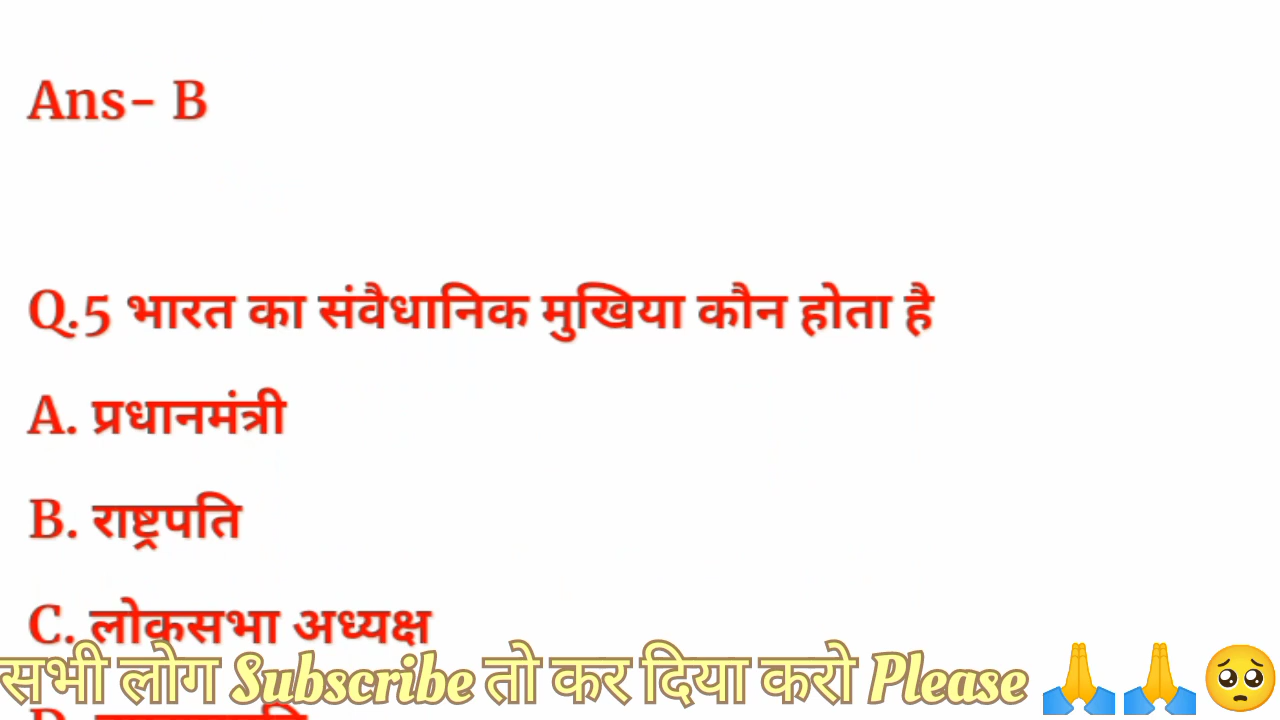 Ans- B
Q.5 भारत का संवैधानिक मुखिया कौन होता है
A. प्रधानमंत्री
B. राष्ट्रपति
C. लोकसभा अध्यक्ष
सभी लोग Subscribe तो कर दिया करो Please 🙏🙏🥺
D.